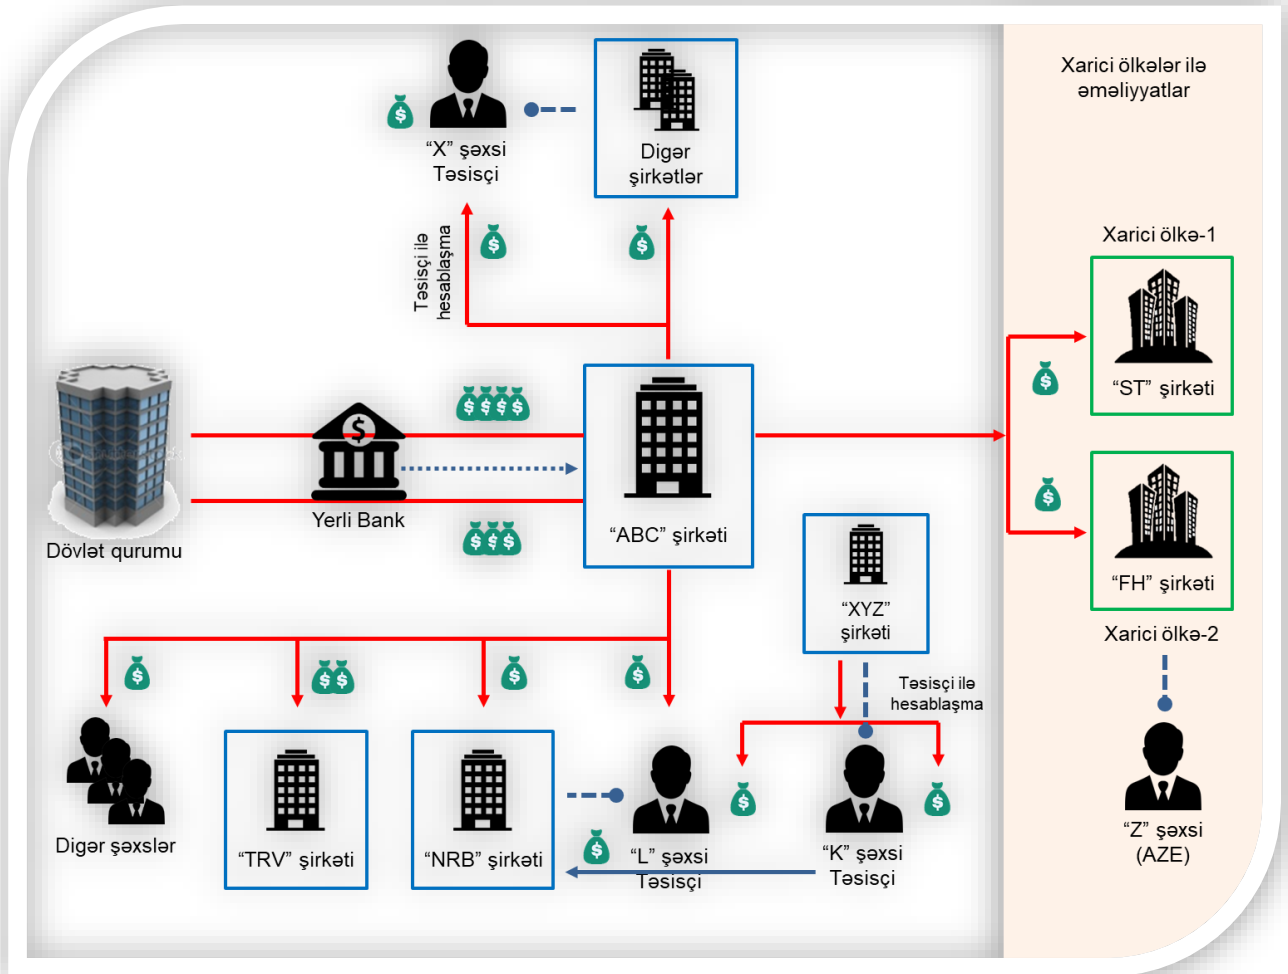 Xarici ölkələr ilə
əməliyyatlar
“X” şəxsi
Təsisçi
Digər
şirkətlər
Təsisçi ilə
hesablaşma
Xarici ölkə-1
“ST” şirkəti
Yerli Bank
Dövlət qurumu
“ABC” şirkəti
“FH” şirkəti
“XYZ”
şirkəti
Xarici ölkə-2
Təsisçi ilə
hesablaşma
Digər şəxslər
“TRV” şirkəti
“NRB” şirkəti
“L” şəxsi
Təsisçi
“K” şəxsi
Təsisçi
“Z” şəxsi
(AZE)